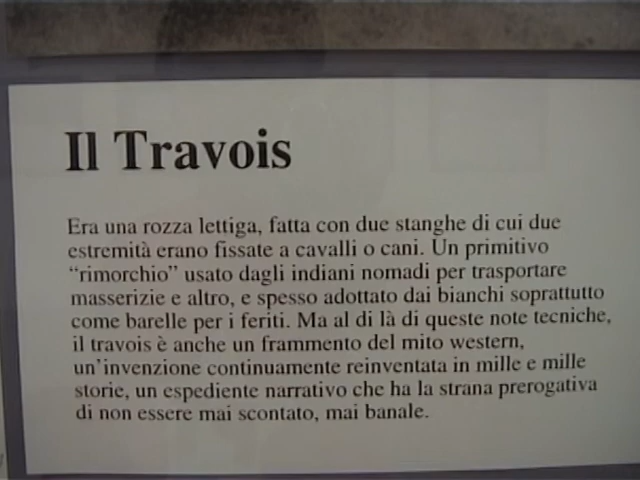 Il Travois
Era una rozza lettiga, fatta con due stanghe di cui due
estremità erano fissate a cavalli o cani. Un primitivo
“rimorchio” usato dagli indiani nomadi per trasportare
masserizie e altro, e spesso adottato dai bianchi soprattutto
come barelle per i feriti. Ma al di là di queste note tecniche,
il travois è anche un frammento del mito western,
un’invenzione continuamente reinventata in mille e mille
storie, un espediente narrativo che ha la strana prerogativa
di non essere mai scontato, mai banale.